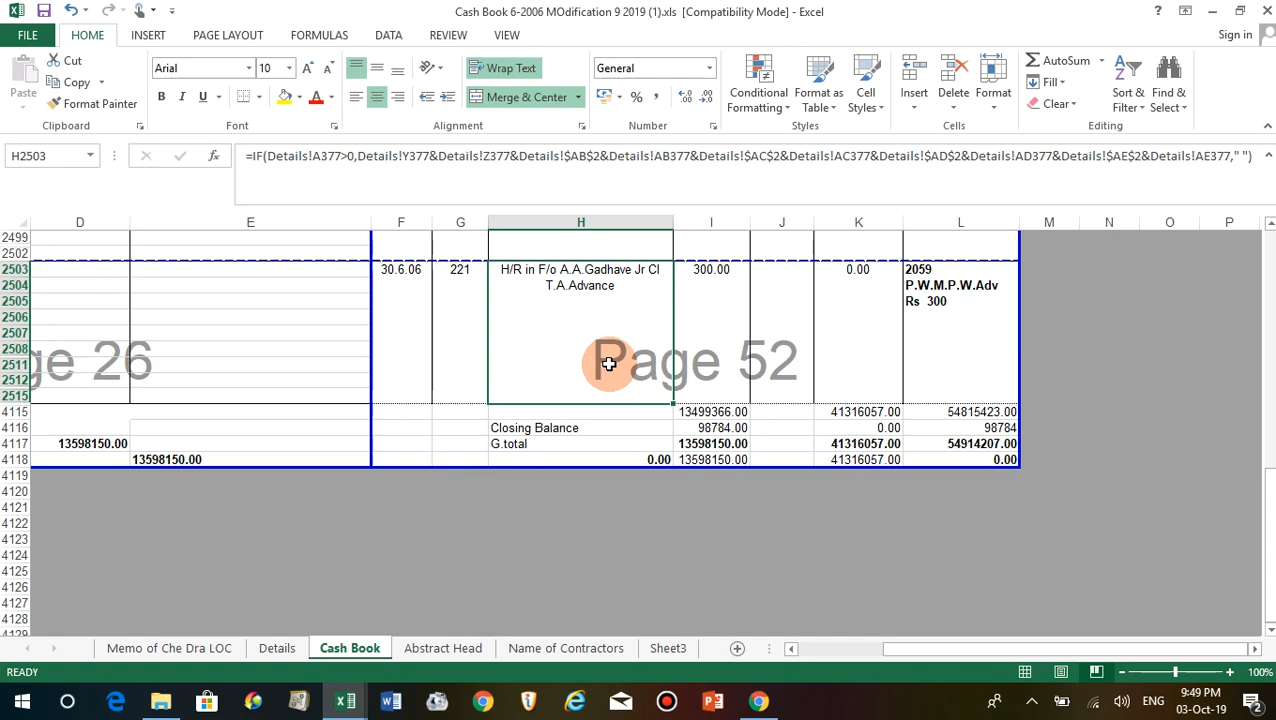 Cash Book 6-2006 MOdification 9 2019 (1).xls [Compatibility Mode] - Excel
FILE HOME INSERT PAGE LAYOUT FORMULAS DATA REVIEW VIEW Sign in
Paste Cut Copy Format Painter Clipboard
Arial 10 B I U Font
Wrap Text Merge & Center Alignment
General % , Number
Conditional Formatting Format as Table Cell Styles Styles
Insert Delete Format Cells
AutoSum Fill Clear Sort & Filter Find & Select Editing
H2503 fx =IF(Details!A377>0,Details!Y377&Details!Z377&Details!$AB$2&Details!AB377&Details!$AC$2&Details!AC377&Details!$AD$2&Details!AD377&Details!$AE$2&Details!AE377," ")
D E F G H I J K L M N O P
2499
2502
2503 30.6.06 221 H/R in F/o A.A.Gadhave Jr Cl 300.00 0.00 2059
2504 T.A.Advance P.W.M.P.W.Adv
2505 Rs 300
2506
2507
2508
2511 ge 26 Page 52
2512
2515
4115 13499366.00 41316057.00 54815423.00
4116 Closing Balance 98784.00 0.00 98784
4117 13598150.00 G.total 13598150.00 41316057.00 54914207.00
4118 13598150.00 0.00 13598150.00 41316057.00 0.00
4119
4120
4121
4122
4123
4124
4125
4126
4127
4128
4129
Memo of Che Dra LOC Details Cash Book Abstract Head Name of Contractors Sheet3
READY 100%
ENG 9:49 PM
03-Oct-19 2